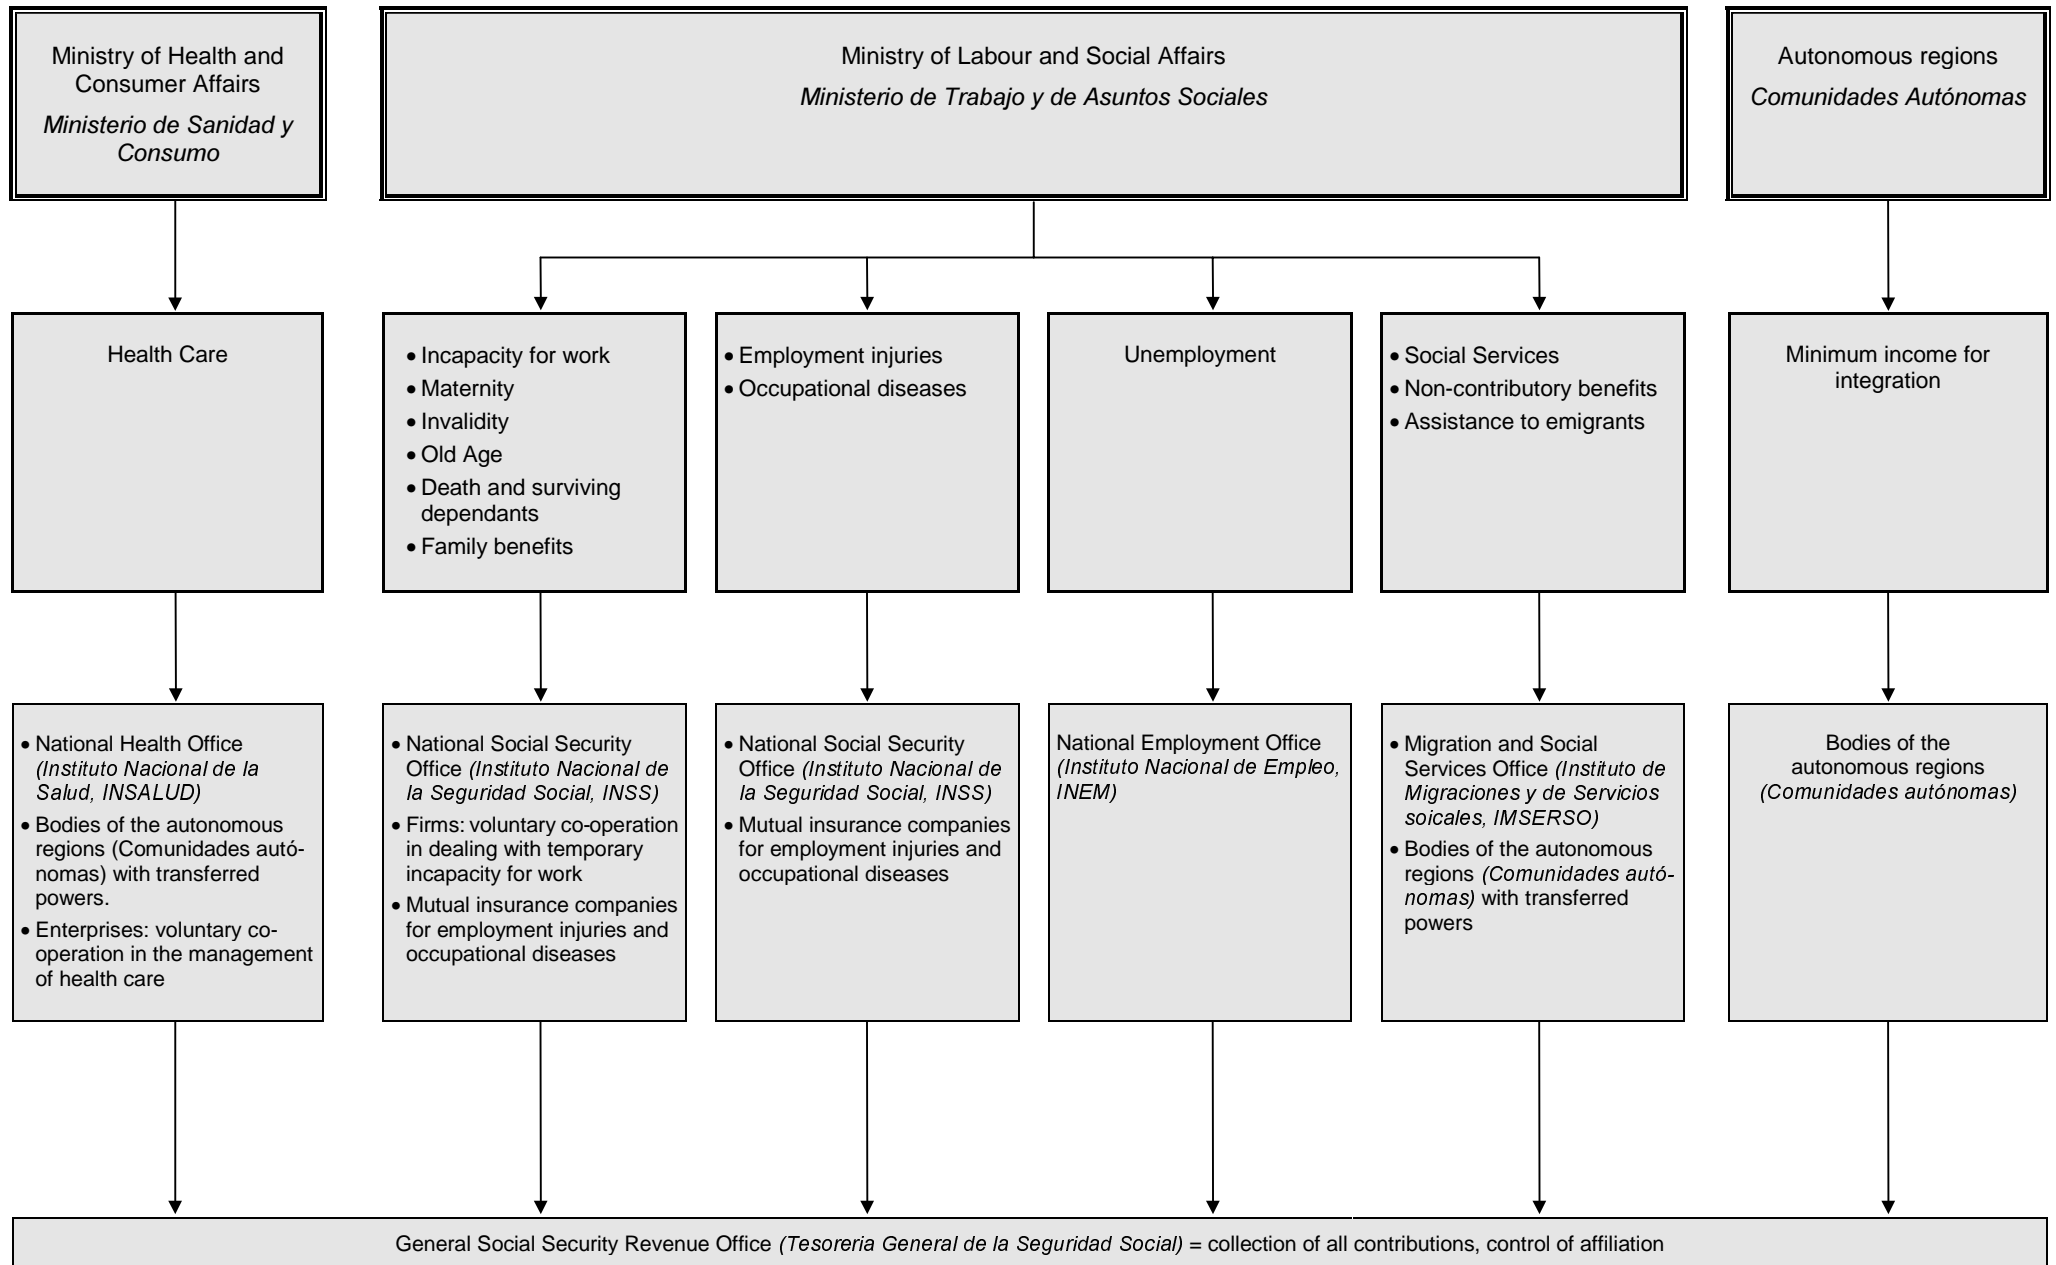 Ministry of Health and
Consumer Affairs
Ministerio de Sanidad y
Consumo
Ministry of Labour and Social Affairs
Ministerio de Trabajo y de Asuntos Sociales
Autonomous regions
Comunidades Autónomas
Health Care
• Incapacity for work
• Maternity
• Invalidity
• Old Age
• Death and surviving
dependants
• Family benefits
• Employment injuries
• Occupational diseases
Unemployment
• Social Services
• Non-contributory benefits
• Assistance to emigrants
Minimum income for
integration
• National Health Office
(Instituto Nacional de la
Salud, INSALUD)
• Bodies of the autonomous
regions (Comunidades autó-
nomas) with transferred
powers.
• Enterprises: voluntary co-
operation in the management
of health care
• National Social Security
Office (Instituto Nacional de
la Seguridad Social, INSS)
• Firms: voluntary co-operation
in dealing with temporary
incapacity for work
• Mutual insurance companies
for employment injuries and
occupational diseases
• National Social Security
Office (Instituto Nacional de
la Seguridad Social, INSS)
• Mutual insurance companies
for employment injuries and
occupational diseases
National Employment Office
(Instituto Nacional de Empleo,
INEM)
• Migration and Social
Services Office (Instituto de
Migraciones y de Servicios
soicales, IMSERSO)
• Bodies of the autonomous
regions (Comunidades autó-
nomas) with transferred
powers
Bodies of the
autonomous regions
(Comunidades autónomas)
General Social Security Revenue Office (Tesoreria General de la Seguridad Social) = collection of all contributions, control of affiliation